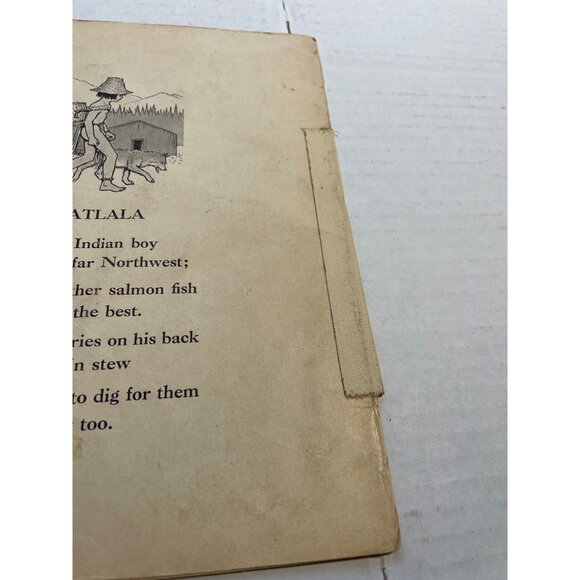 ATLALA
Indian boy
far Northwest;
ther salmon fish
the best.
ries on his back
in stew
to dig for them
too.